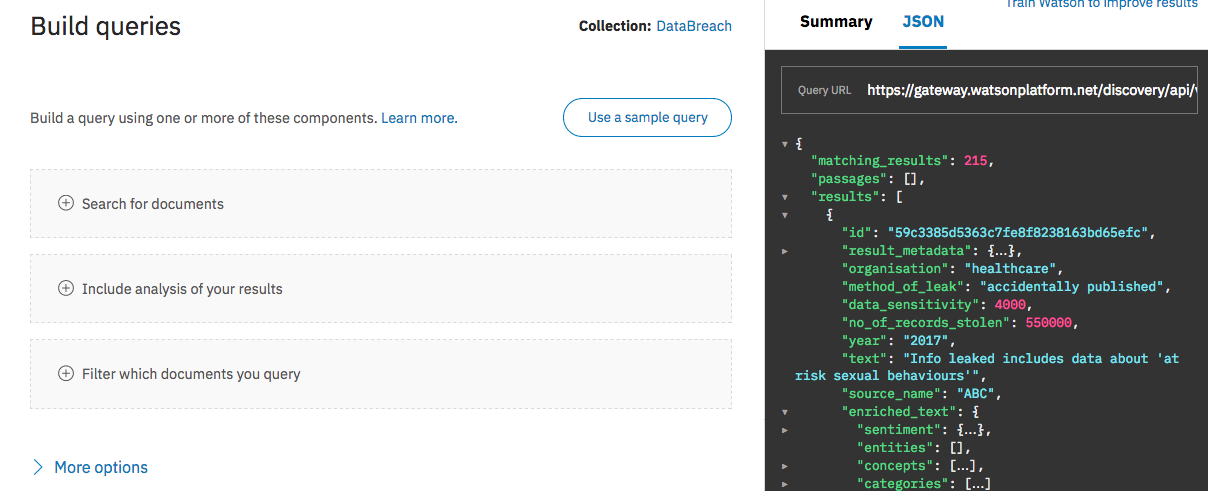 Build queries
Collection: DataBreach
Build a query using one or more of these components. Learn more.
Use a sample query
Search for documents
Include analysis of your results
Filter which documents you query
More options
Train Watson to improve results
Summary
JSON
Query URL https://gateway.watsonplatform.net/discovery/api/
{
"matching_results": 215,
"passages": [],
"results": [
{
"id": "59c3385d5363c7fe8f8238163bd65efc",
"result_metadata": {…},
"organisation": "healthcare",
"method_of_leak": "accidentally published",
"data_sensitivity": 4000,
"no_of_records_stolen": 550000,
"year": "2017",
"text": "Info leaked includes data about 'at
risk sexual behaviours'",
"source_name": "ABC",
"enriched_text": {
"sentiment": {…},
"entities": [],
"concepts": […],
"categories": […]